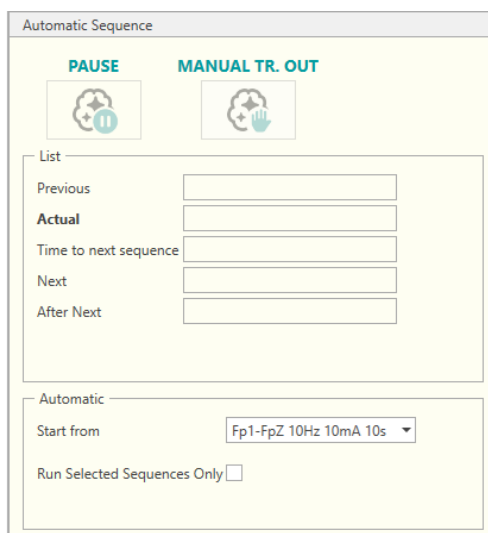 Automatic Sequence
PAUSE MANUAL TR. OUT
List
Previous
Actual
Time to next sequence
Next
After Next
Automatic
Start from Fp1-FpZ 10Hz 10mA 10s
Run Selected Sequences Only